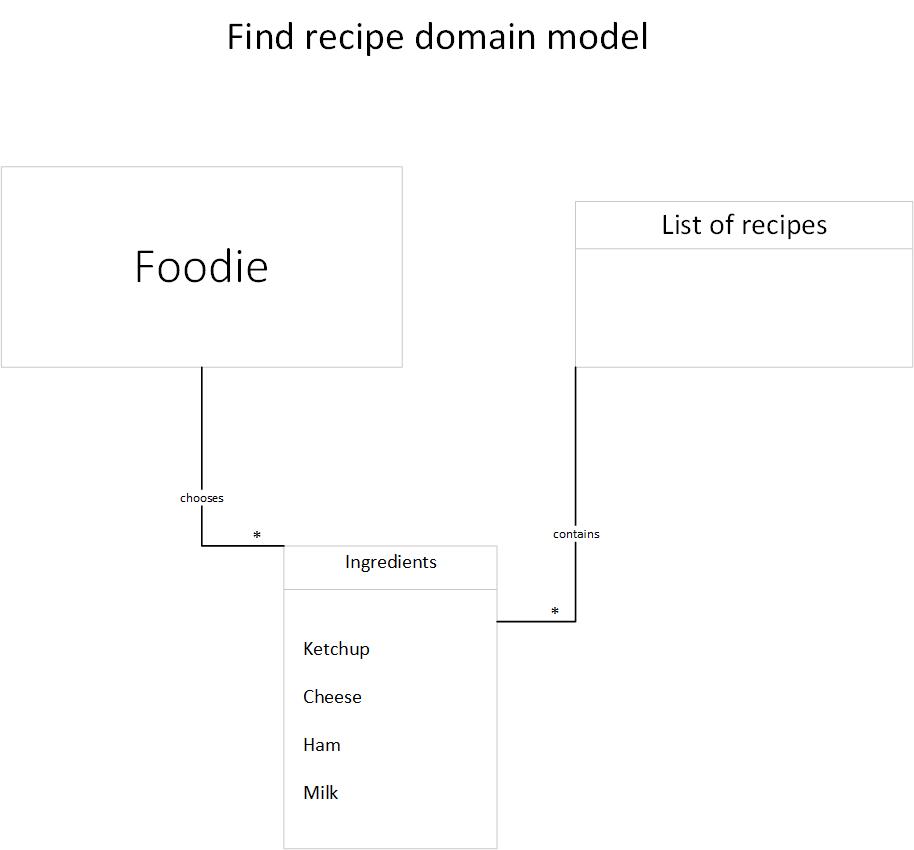 Find recipe domain model
Foodie
List of recipes
chooses
*
contains
*
Ingredients
Ketchup
Cheese
Ham
Milk